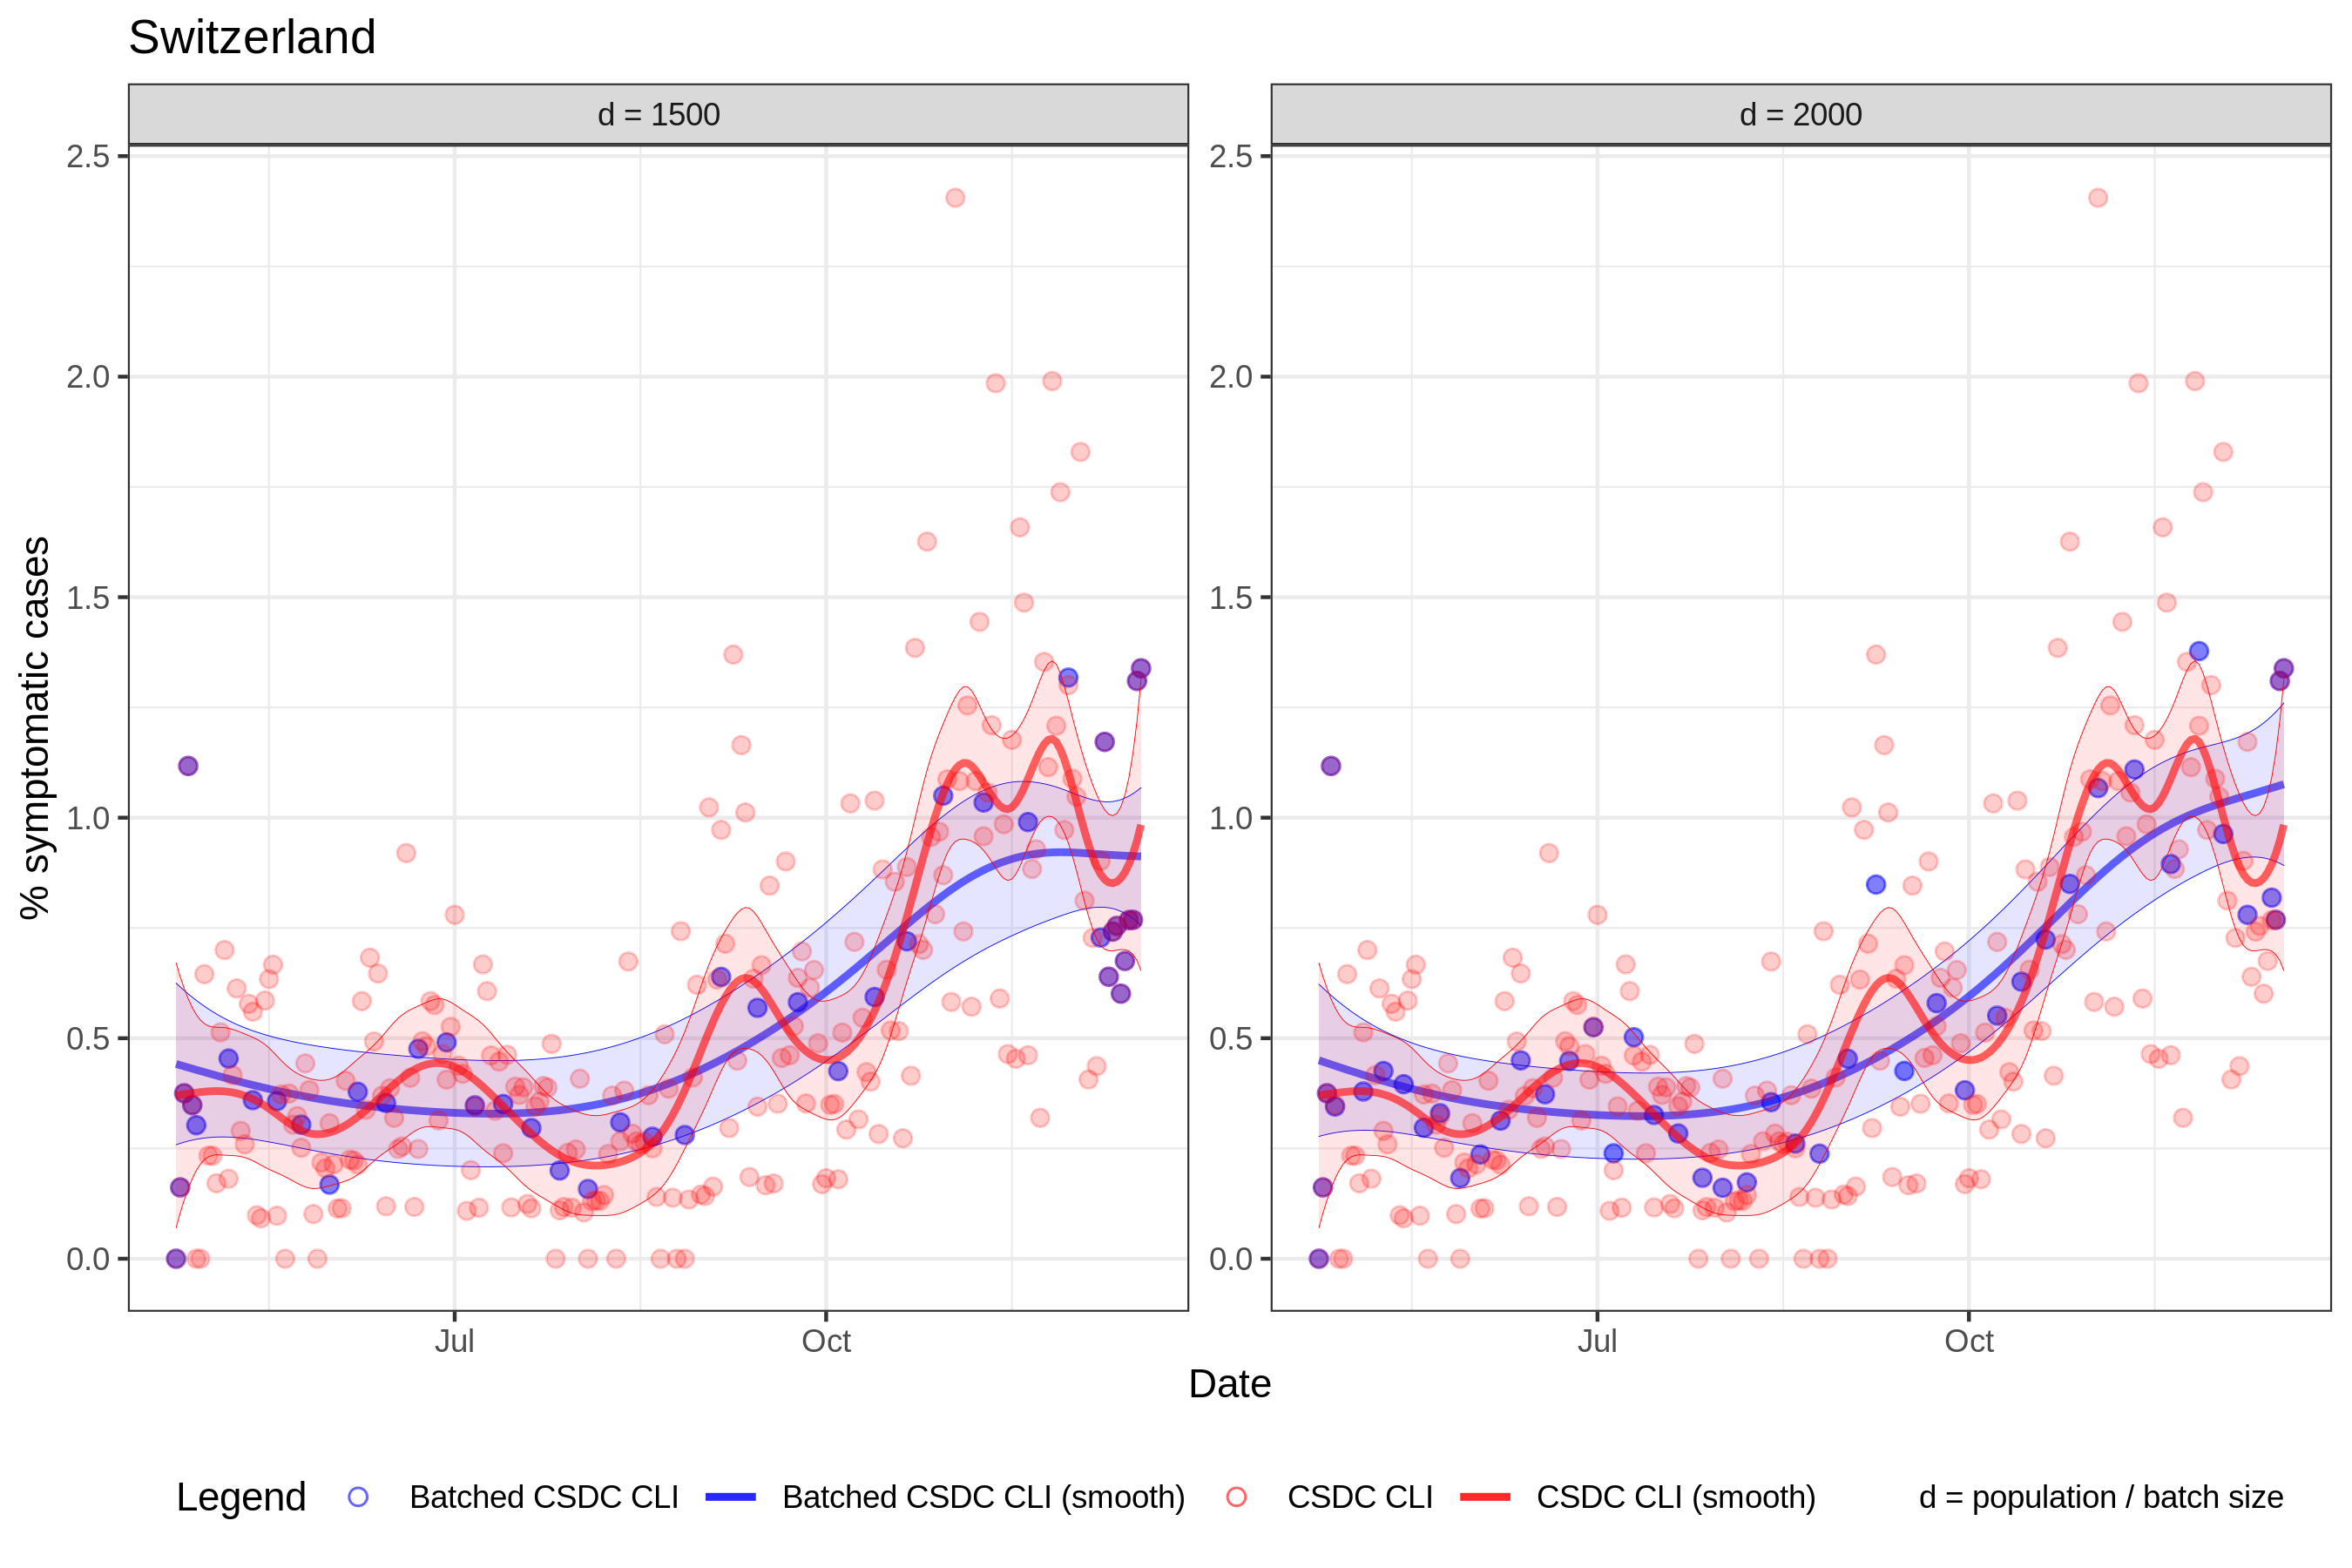 Switzerland
d = 1500
d = 2000
% symptomatic cases
2.5
2.0
1.5
1.0
0.5
0.0
2.5
2.0
1.5
1.0
0.5
0.0
Jul
Oct
Jul
Oct
Date
Legend
Batched CSDC CLI
Batched CSDC CLI (smooth)
CSDC CLI
CSDC CLI (smooth)
d = population / batch size